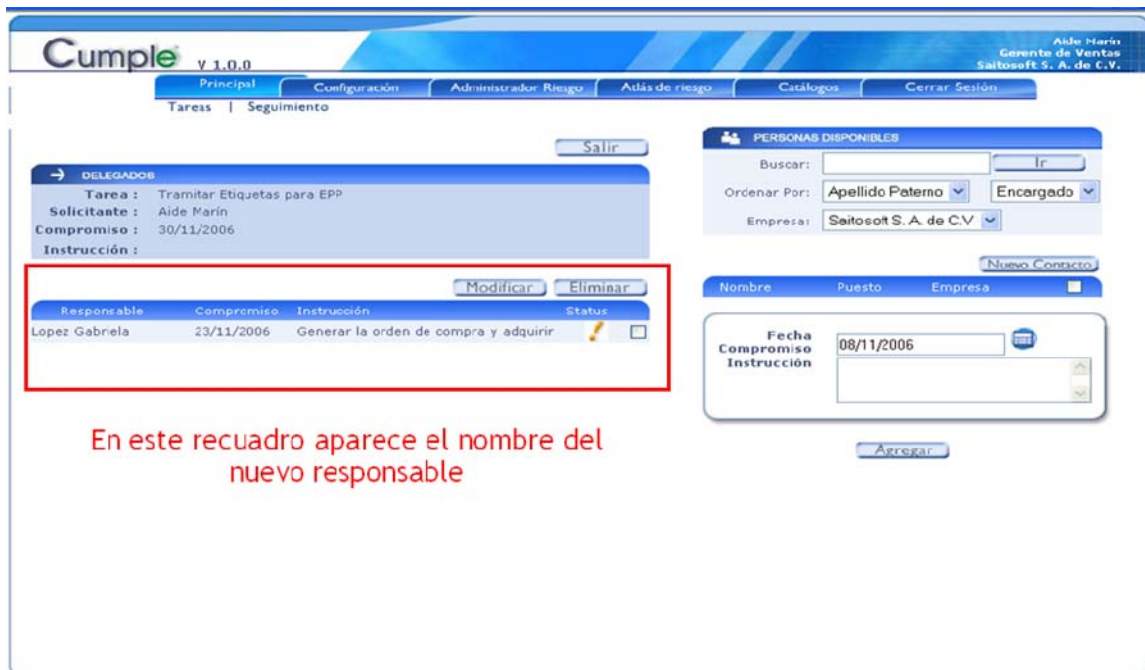 Cumple V 1.0.0
Aide Marín
Gerente de Ventas
Saitosoft S. A. de C.V.
Principal Configuración Administrador Riesgo Atlás de riesgo Catálogos Cerrar Sesión
Tareas | Seguimiento
Salir
DELEGADOS
Tarea : Tramitar Etiquetas para EPP
Solicitante : Aide Marín
Compromiso : 30/11/2006
Instrucción :
Modificar Eliminar
Responsable Compromiso Instrucción Status
Lopez Gabriela 23/11/2006 Generar la orden de compra y adquirir
En este recuadro aparece el nombre del
nuevo responsable
PERSONAS DISPONIBLES
Buscar: Ir
Ordenar Por: Apellido Paterno Encargado
Empresa: Saitosoft S. A. de C.V
Nuevo Contacto
Nombre Puesto Empresa
Fecha
Compromiso 08/11/2006
Instrucción
Agregar